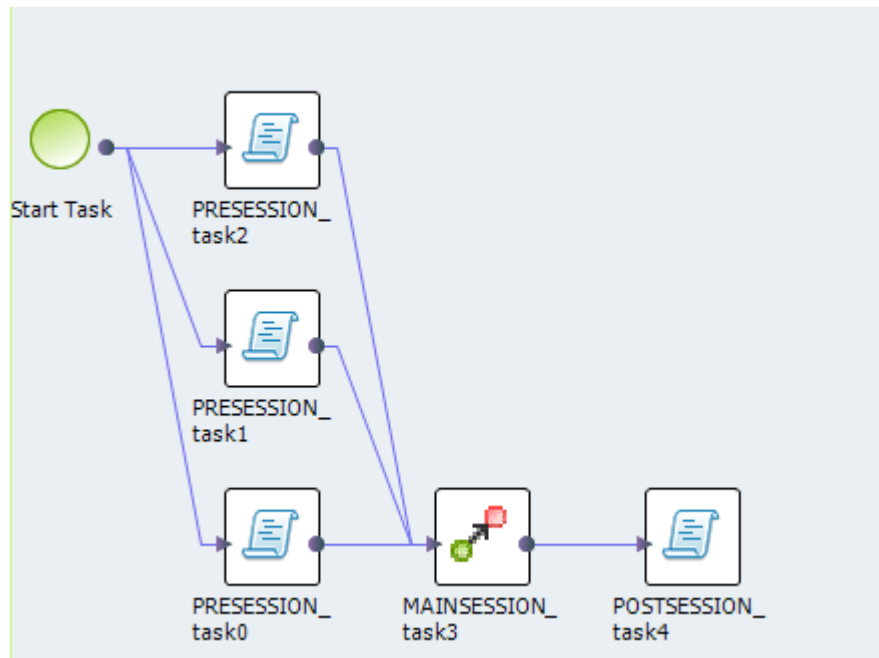 Start Task
PRESESSION_
task2
PRESESSION_
task1
PRESESSION_
task0
MAINSESSION_
task3
POSTSESSION_
task4